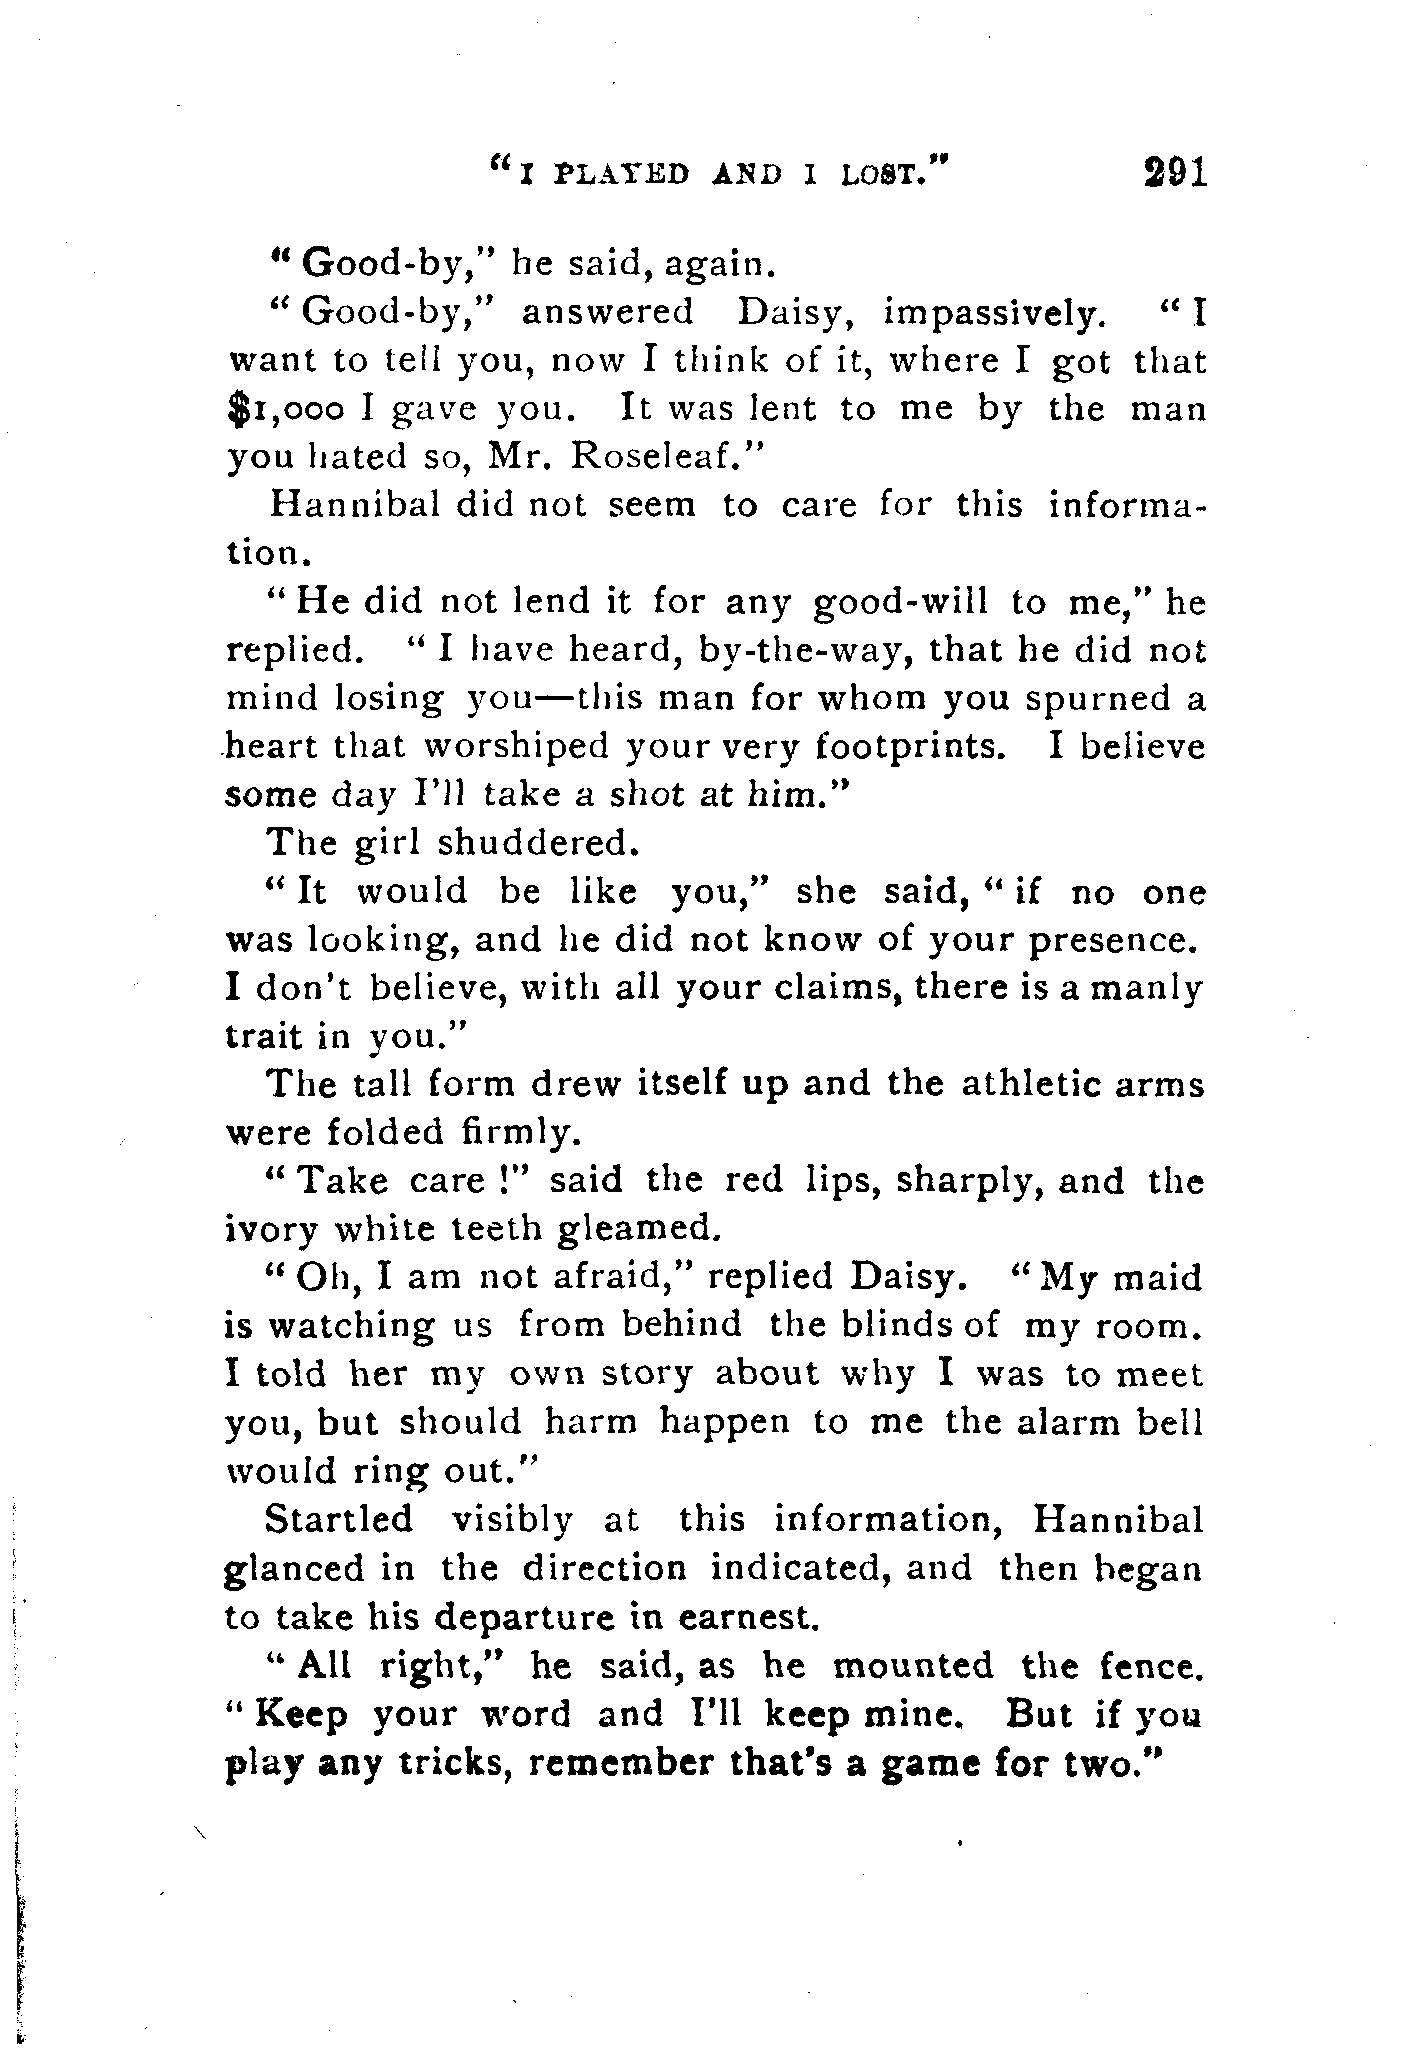 "I PLAYED AND I LOST." 291
"Good-by," he said, again.
"Good-by," answered Daisy, impassively. "I
want to tell you, now I think of it, where I got that
$1,000 I gave you. It was lent to me by the man
you hated so, Mr. Roseleaf."
Hannibal did not seem to care for this informa-
tion.
"He did not lend it for any good-will to me," he
replied. "I have heard, by-the-way, that he did not
mind losing you—this man for whom you spurned a
heart that worshiped your very footprints. I believe
some day I'll take a shot at him."
The girl shuddered.
"It would be like you," she said, "if no one
was looking, and he did not know of your presence.
I don't believe, with all your claims, there is a manly
trait in you."
The tall form drew itself up and the athletic arms
were folded firmly.
"Take care !" said the red lips, sharply, and the
ivory white teeth gleamed.
"Oh, I am not afraid," replied Daisy. "My maid
is watching us from behind the blinds of my room.
I told her my own story about why I was to meet
you, but should harm happen to me the alarm bell
would ring out."
Startled visibly at this information, Hannibal
glanced in the direction indicated, and then began
to take his departure in earnest.
"All right," he said, as he mounted the fence.
"Keep your word and I'll keep mine. But if you
play any tricks, remember that's a game for two."